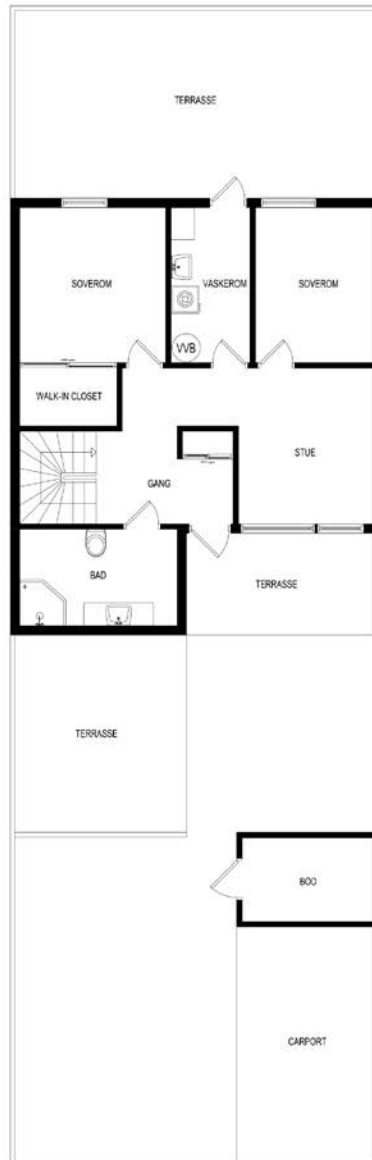 TERRASSE
SOVEROM
VASKEROM
SOVEROM
VVB
WALK-IN CLOSET
STUE
GANG
BAD
TERRASSE
TERRASSE
BOD
CARPORT